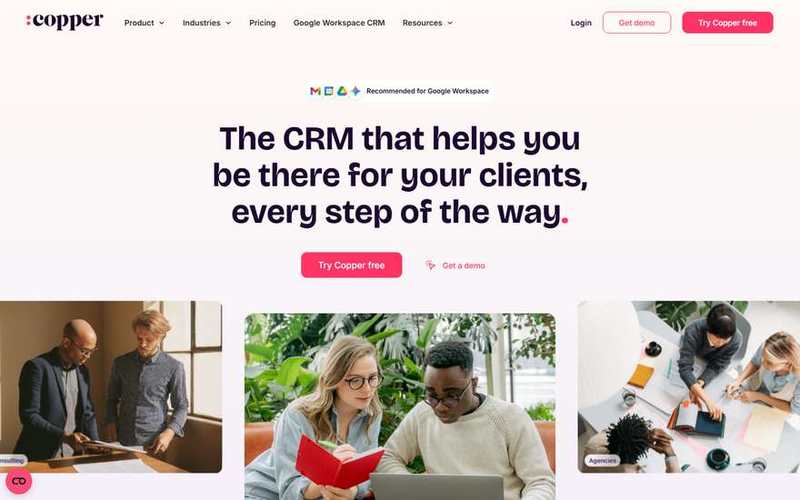 :copper
Product
Industries
Pricing
Google Workspace CRM
Resources
Login
Get demo
Try Copper free
Recommended for Google Workspace
The CRM that helps you
be there for your clients,
every step of the way.
Try Copper free
Get a demo
Agencies